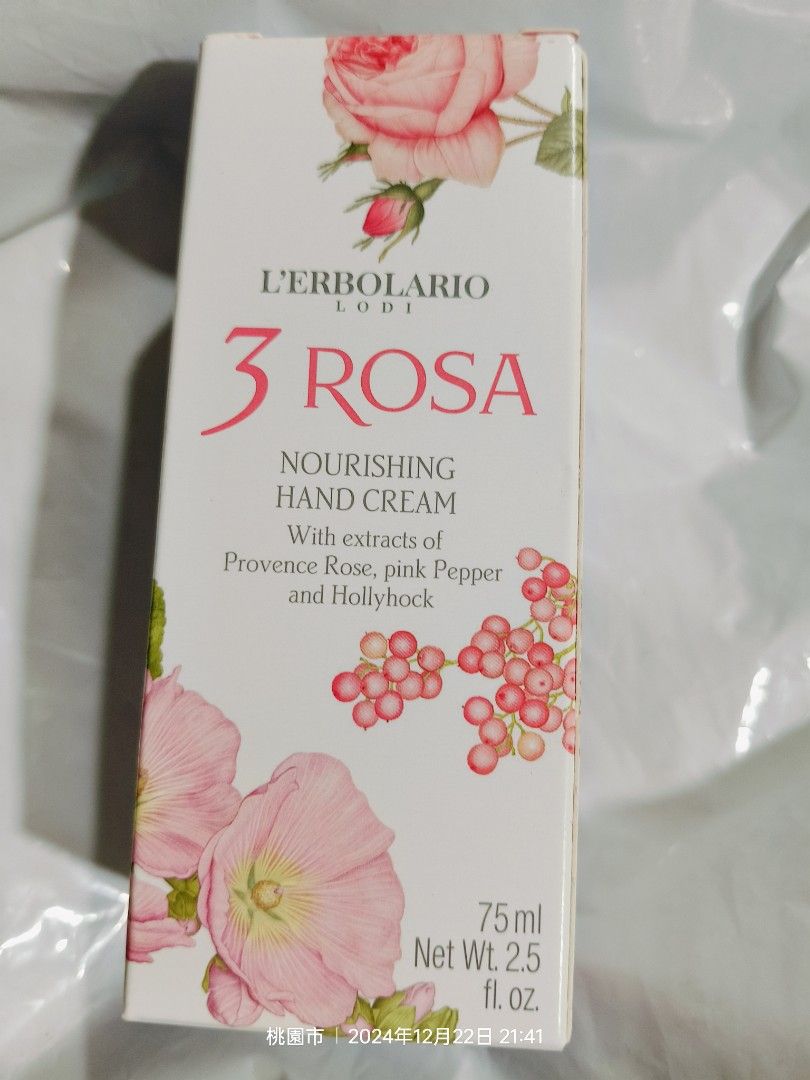 L'ERBOLARIO
LODI
3 ROSA
NOURISHING
HAND CREAM
With extracts of
Provence Rose, pink Pepper
and Hollyhock
75 ml
Net Wt. 2.5
fl. oz.
桃園市 | 2024年12月22日 21:41